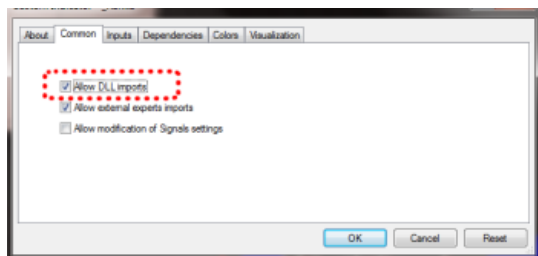 About Common Inputs Dependencies Colors Visualization
Allow DLL imports
Allow external experts imports
Allow modification of Signals settings
OK Cancel Reset